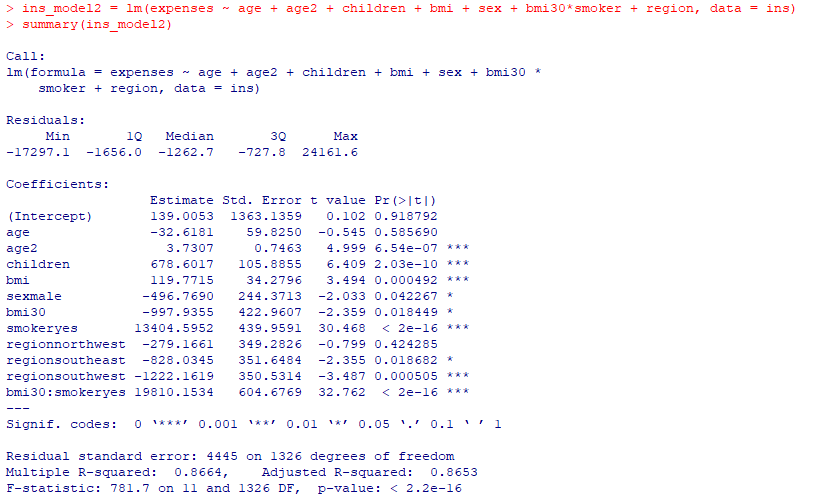 > ins_model2 = lm(expenses ~ age + age2 + children + bmi + sex + bmi30*smoker + region, data = ins)
> summary(ins_model2)
Call:
lm(formula = expenses ~ age + age2 + children + bmi + sex + bmi30 *
    smoker + region, data = ins)
Residuals:
     Min       1Q   Median       3Q      Max
-17297.1  -1656.0  -1262.7   -727.8  24161.6
Coefficients:
                  Estimate Std. Error t value Pr(>|t|)
(Intercept)       139.0053  1363.1359   0.102 0.918792
age               -32.6181    59.8250  -0.545 0.585690
age2                3.7307     0.7463   4.999 6.54e-07 ***
children          678.6017   105.8855   6.409 2.03e-10 ***
bmi               119.7715    34.2796   3.494 0.000492 ***
sexmale          -496.7690   244.3713  -2.033 0.042267 *
bmi30            -997.9355   422.9607  -2.359 0.018449 *
smokeryes       13404.5952   439.9591  30.468  < 2e-16 ***
regionnorthwest  -279.1661   349.2826  -0.799 0.424285
regionsoutheast  -828.0345   351.6484  -2.355 0.018682 *
regionsouthwest -1222.1619   350.5314  -3.487 0.000505 ***
bmi30:smokeryes 19810.1534   604.6769  32.762  < 2e-16 ***
---
Signif. codes:  0 ‘***’ 0.001 ‘**’ 0.01 ‘*’ 0.05 ‘.’ 0.1 ‘ ’ 1
Residual standard error: 4445 on 1326 degrees of freedom
Multiple R-squared:  0.8664,    Adjusted R-squared:  0.8653
F-statistic: 781.7 on 11 and 1326 DF,  p-value: < 2.2e-16